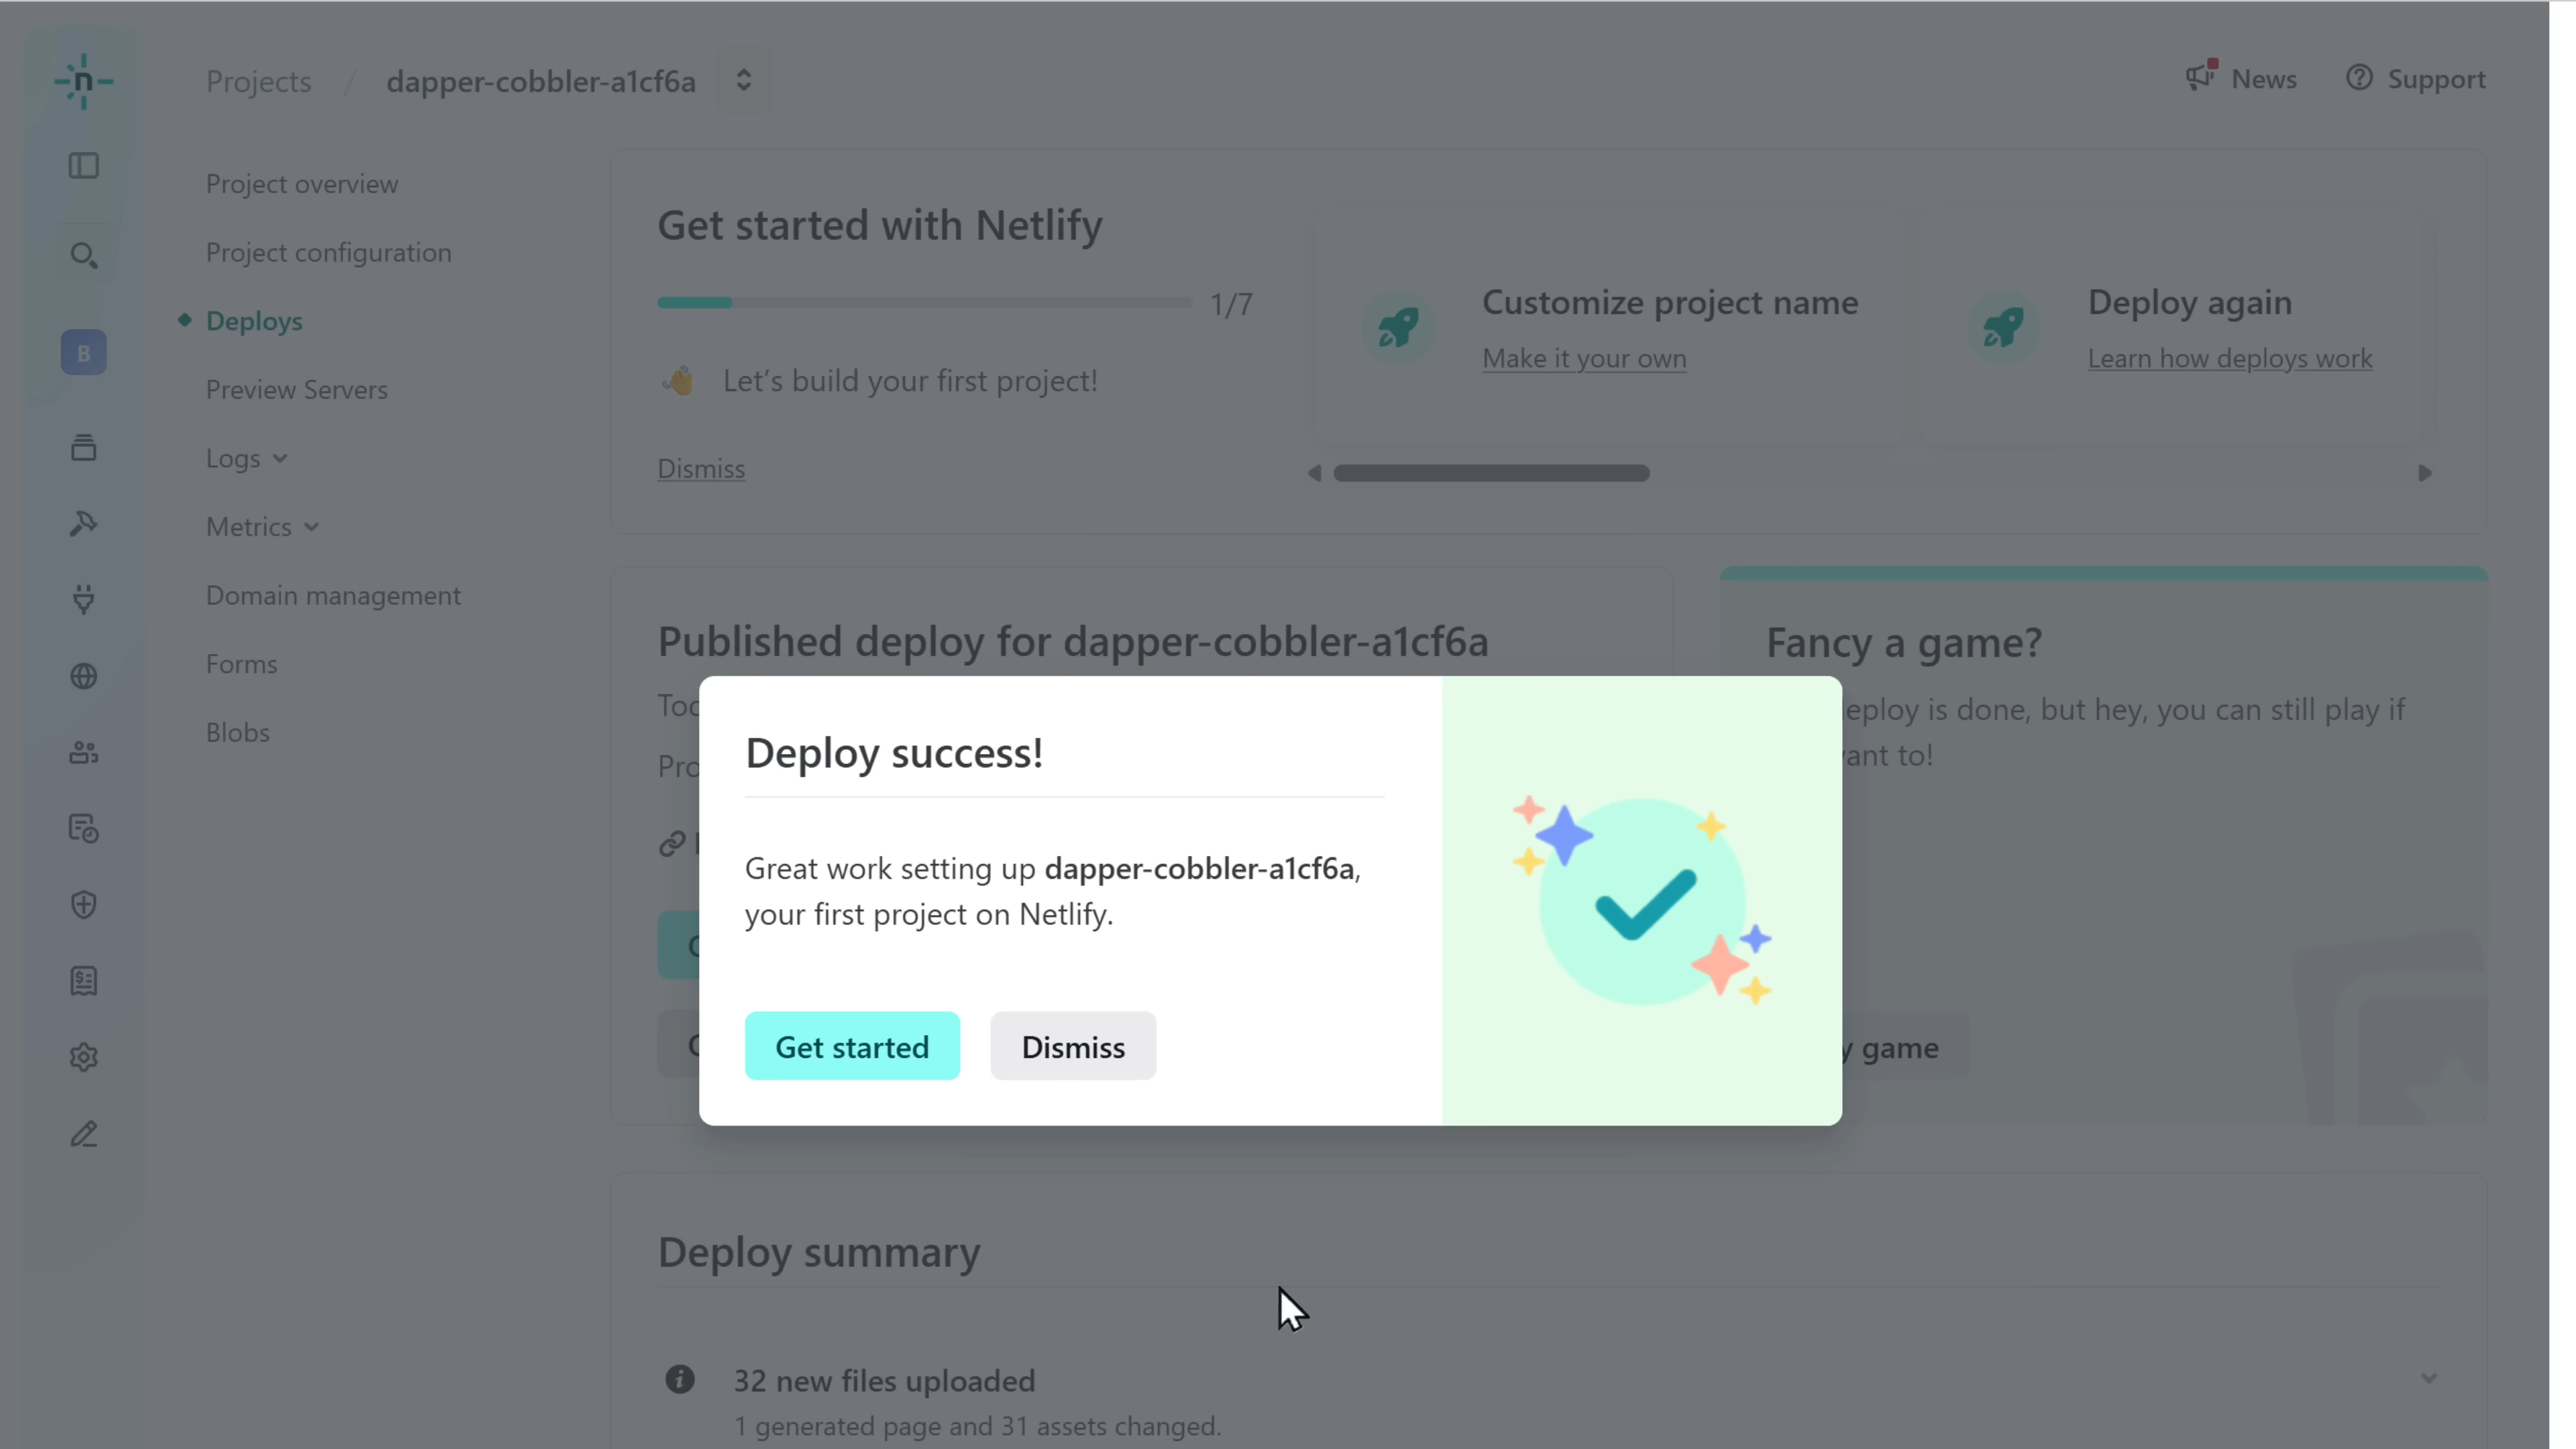 n
Projects / dapper-cobbler-a1cf6a
News
Support
B
Project overview
Project configuration
Deploys
Preview Servers
Logs
Metrics
Domain management
Forms
Blobs
Get started with Netlify
1/7
Let's build your first project!
Dismiss
Customize project name
Make it your own
Deploy again
Learn how deploys work
Published deploy for dapper-cobbler-a1cf6a
Fancy a game?
deploy is done, but hey, you can still play if
want to!
game
Deploy success!
Great work setting up dapper-cobbler-a1cf6a,
your first project on Netlify.
Get started
Dismiss
Deploy summary
32 new files uploaded
1 generated page and 31 assets changed.